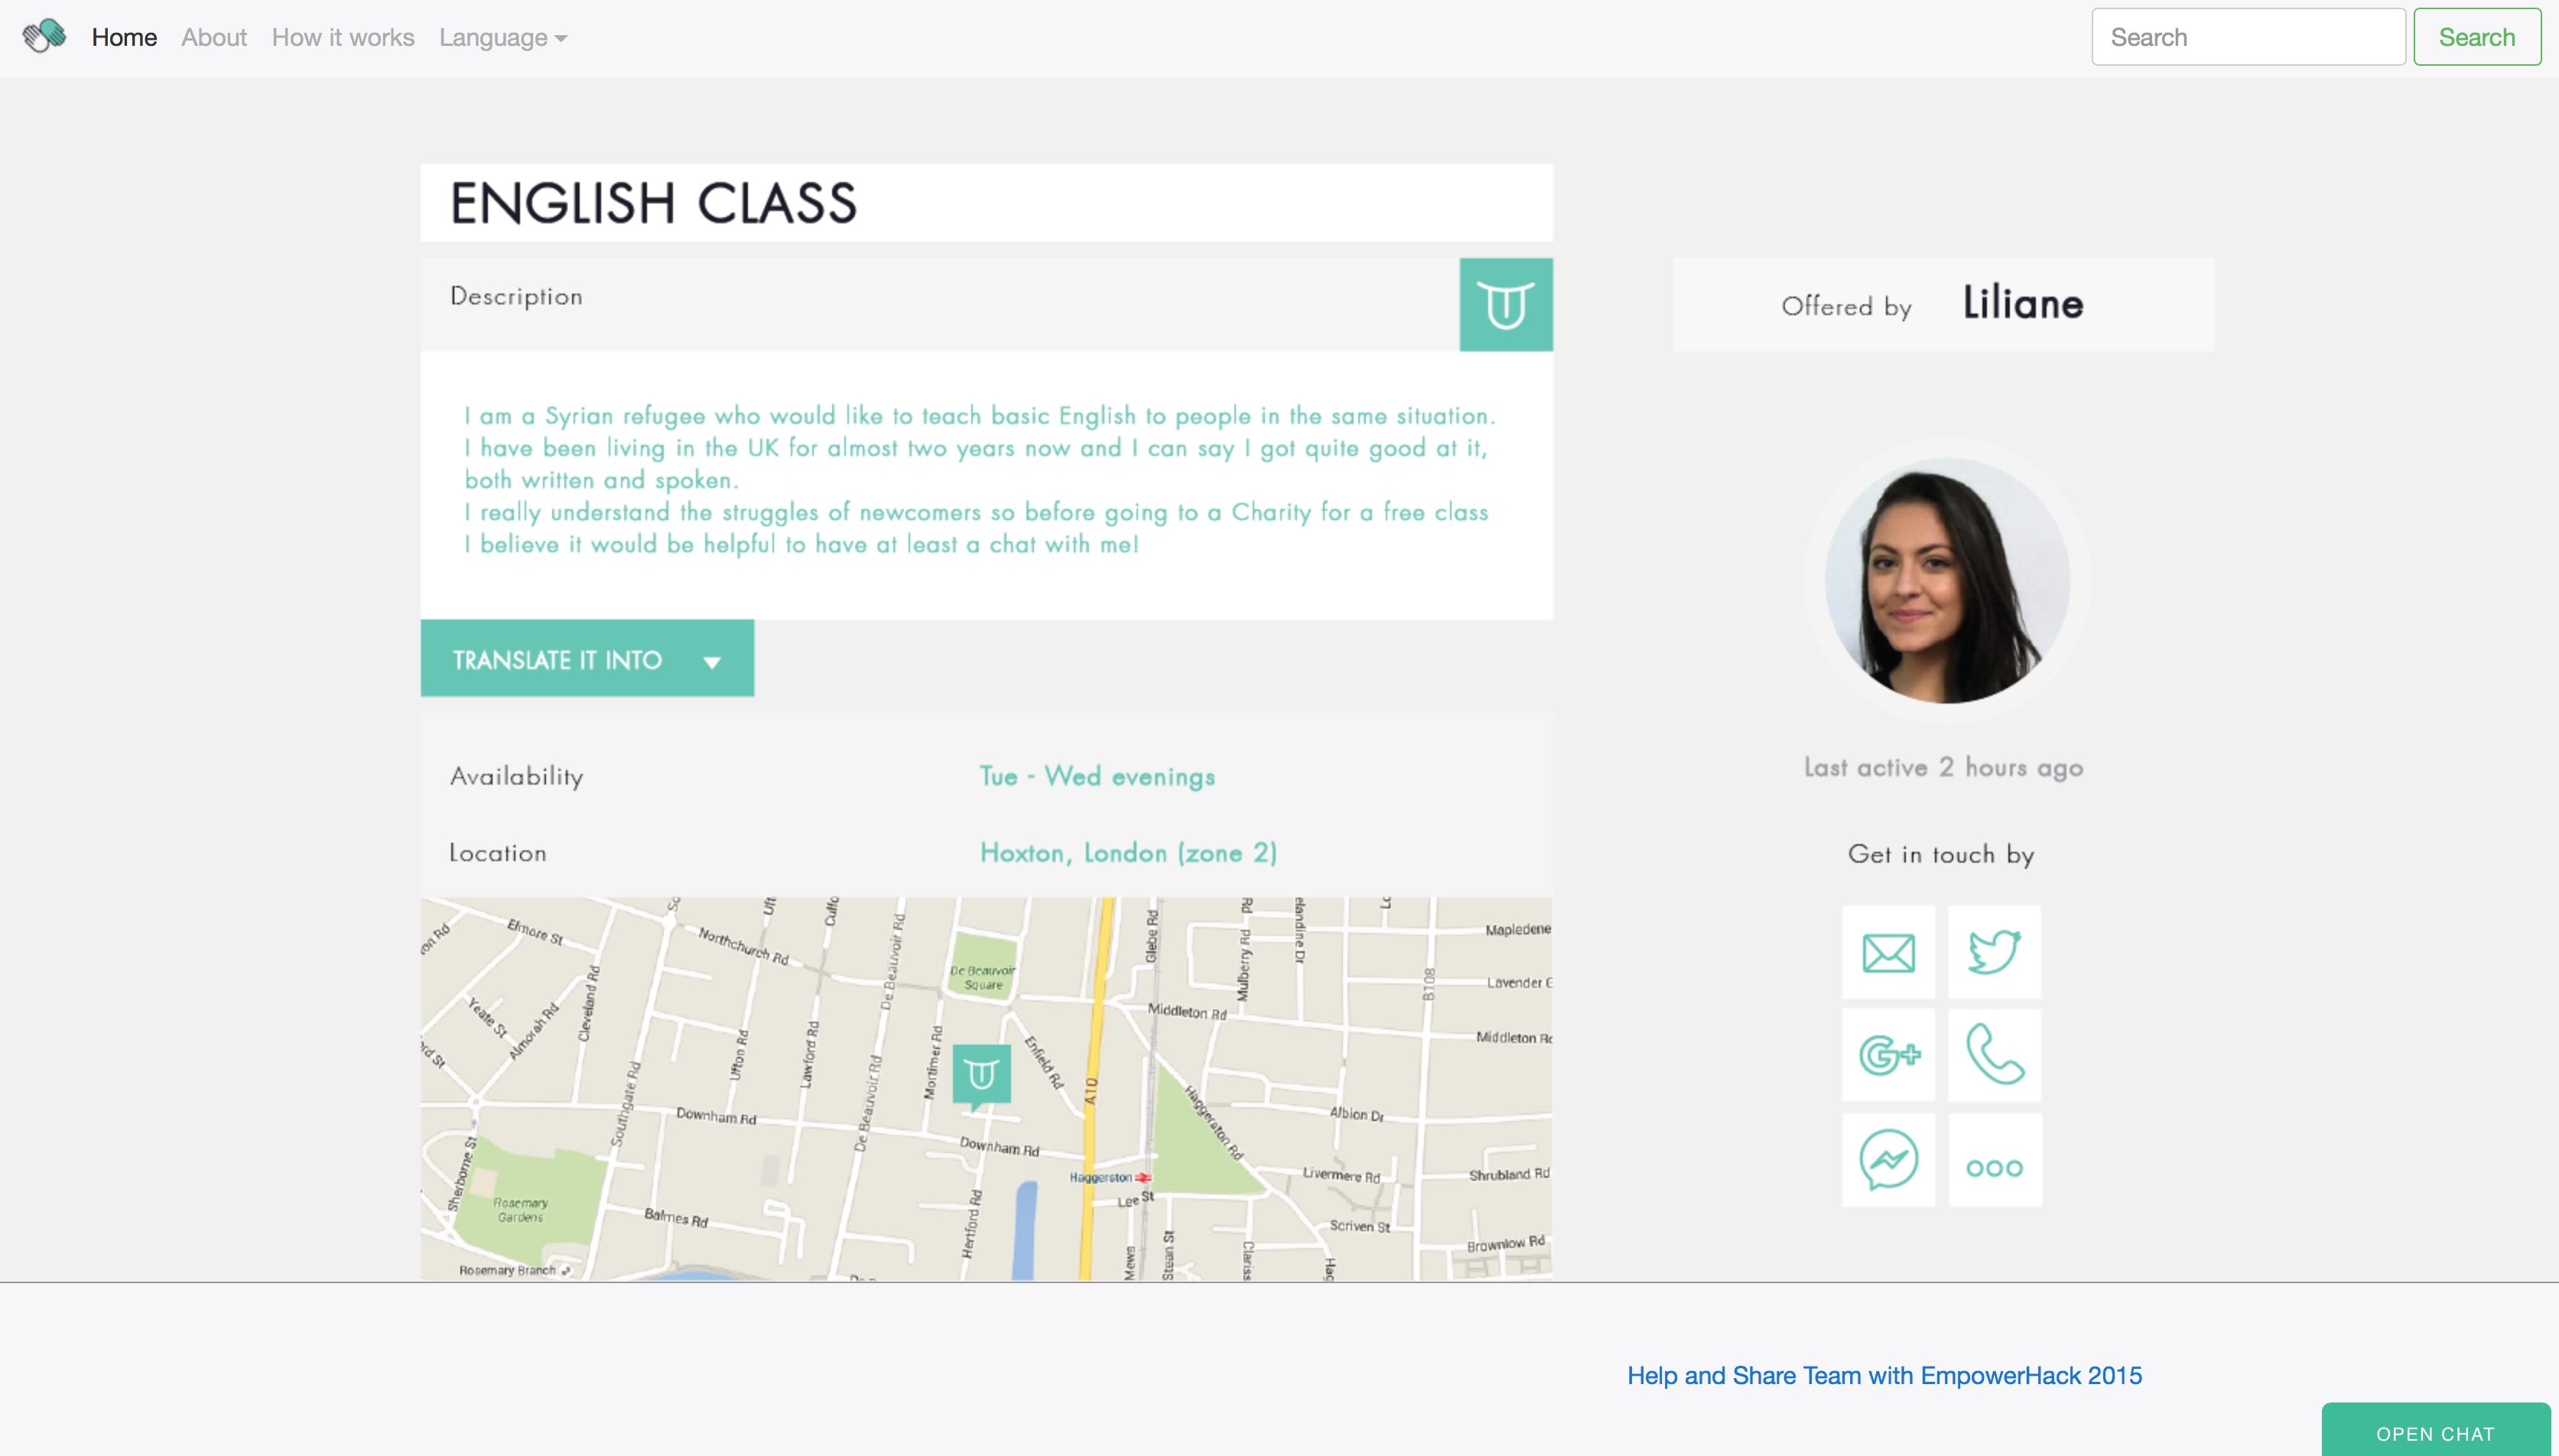 Home About How it works Language
Search Search
ENGLISH CLASS
Description
Offered by Liliane
I am a Syrian refugee who would like to teach basic English to people in the same situation.
I have been living in the UK for almost two years now and I can say I got quite good at it,
both written and spoken.
I really understand the struggles of newcomers so before going to a Charity for a free class
I believe it would be helpful to have at least a chat with me!
TRANSLATE IT INTO
Last active 2 hours ago
Availability Tue - Wed evenings
Location Hoxton, London (zone 2)
Get in touch by
G+
Elmore St
Northchurch Rd
De Beauvoir Rd
De Beauvoir
Square
Glebe Rd
Mulberry Rd
Mapledene
Lavender
B108
Yeate St
Almorah Rd
Cleveland Rd
Middleton Rd
Middleton
Ufton Rd
Lawford Rd
Mortimer Rd
Enfield Rd
A10
Southgate Rd
De Beauvoir Rd
Downham Rd
Haggerston Rd
Albion Dr
Downham Rd
Sherborne St
Haggerston
Lee St
Livermere Rd
Shrubland Rd
Rosemary
Gardens
Balmes Rd
Hertford Rd
Scriven St
Brownlow Rd
Rosemary Branch
Mews
Stean St
Help and Share Team with EmpowerHack 2015
OPEN CHAT